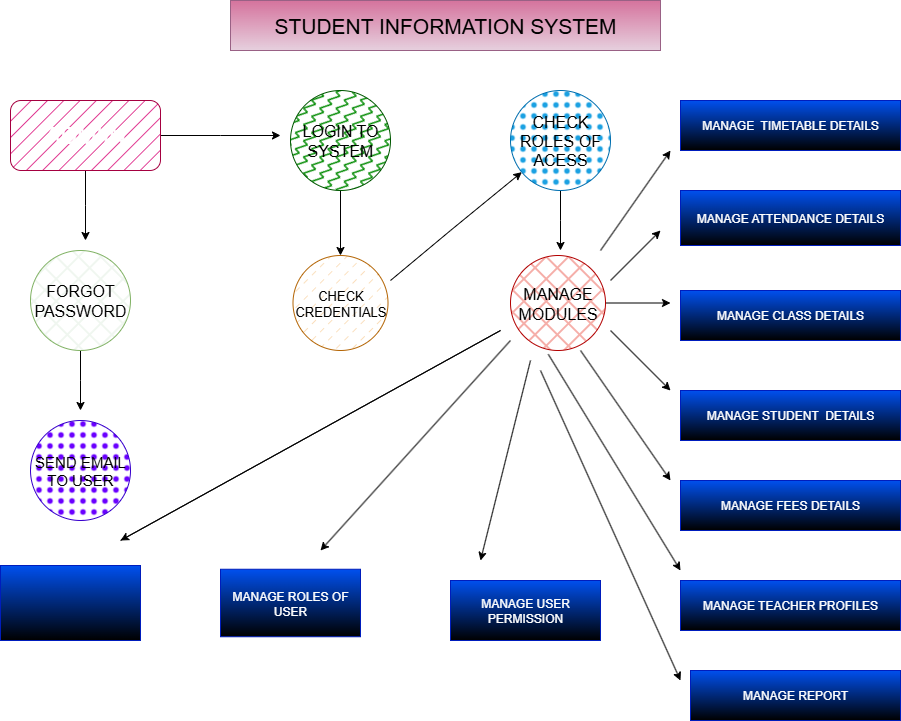 STUDENT INFORMATION SYSTEM
LOGIN TO
SYSTEM
CHECK
ROLES OF
ACESS
MANAGE TIMETABLE DETAILS
MANAGE ATTENDANCE DETAILS
FORGOT
PASSWORD
CHECK
CREDENTIALS
MANAGE
MODULES
MANAGE CLASS DETAILS
MANAGE STUDENT DETAILS
SEND EMAIL
TO USER
MANAGE FEES DETAILS
MANAGE ROLES OF
USER
MANAGE USER
PERMISSION
MANAGE TEACHER PROFILES
MANAGE REPORT